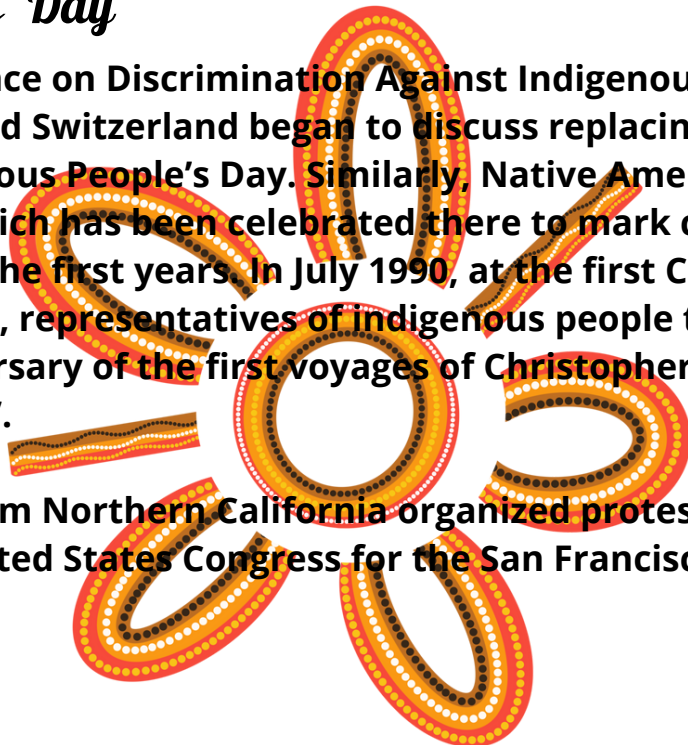 Day
ce on Discrimination Against Indigenou
d Switzerland began to discuss replacin
ous People’s Day. Similarly, Native Ame
ich has been celebrated there to mark
he first years. In July 1990, at the first C
, representatives of indigenous people
rsary of the first voyages of Christopher
.
m Northern California organized protes
ted States Congress for the San Francisc